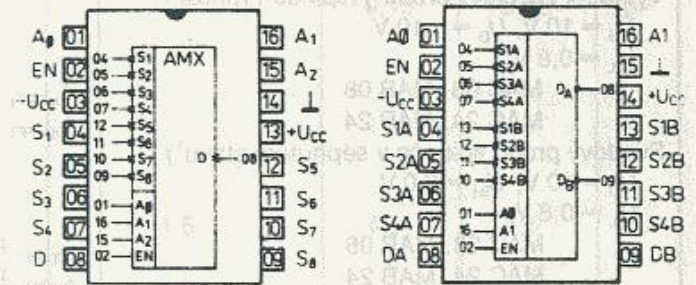 A0 01 16 A1
EN 02 15 A2
-UCC 03 14 ⊥
S1 04 13 +UCC
S2 05 12 S5
S3 06 11 S6
S4 07 10 S7
D 08 09 S8
AMX
04 S1
05 S2
06 S3
07 S4
12 S5
11 S6
10 S7
09 S8
D 08
01 A0
16 A1
15 A2
02 EN
A0 01 16 A1
EN 02 15 ⊥
-UCC 03 14 +UCC
S1A 04 13 S1B
S2A 05 12 S2B
S3A 06 11 S3B
S4A 07 10 S4B
DA 08 09 DB
04 S1A
05 S2A
06 S3A
07 S4A
13 S1B
12 S2B
11 S3B
10 S4B
DA 08
DB 09
01 A0
16 A1
02 EN